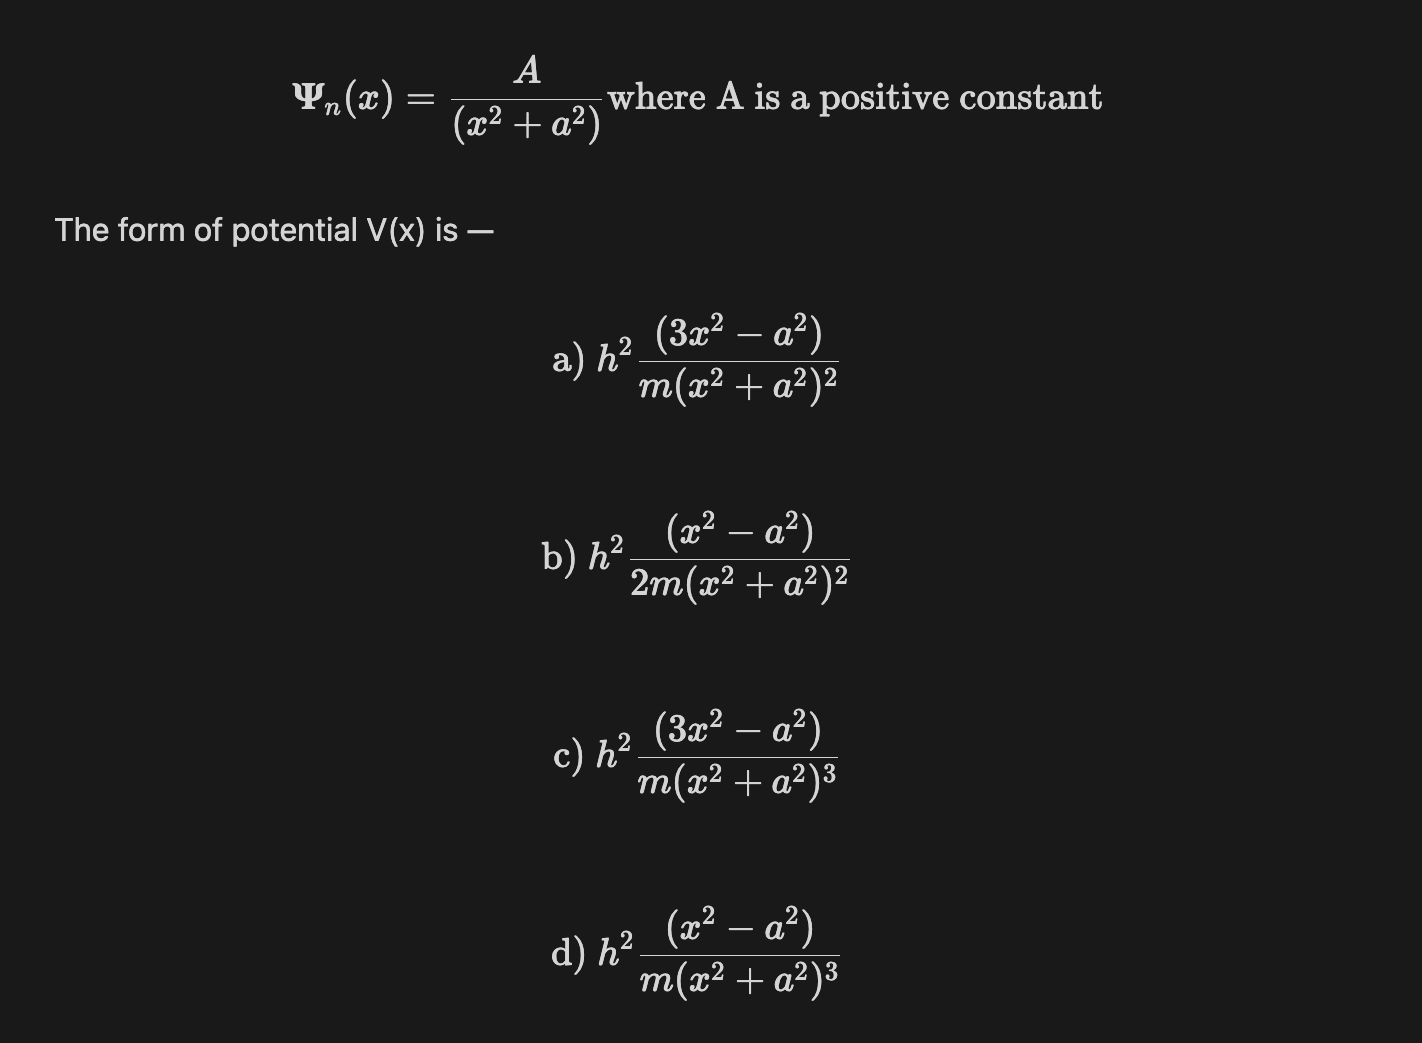 Ψₙ(x) = A / (x² + a²) where A is a positive constant
The form of potential V(x) is —
a) h² (3x² − a²) / m(x² + a²)²
b) h² (x² − a²) / 2m(x² + a²)²
c) h² (3x² − a²) / m(x² + a²)³
d) h² (x² − a²) / m(x² + a²)³